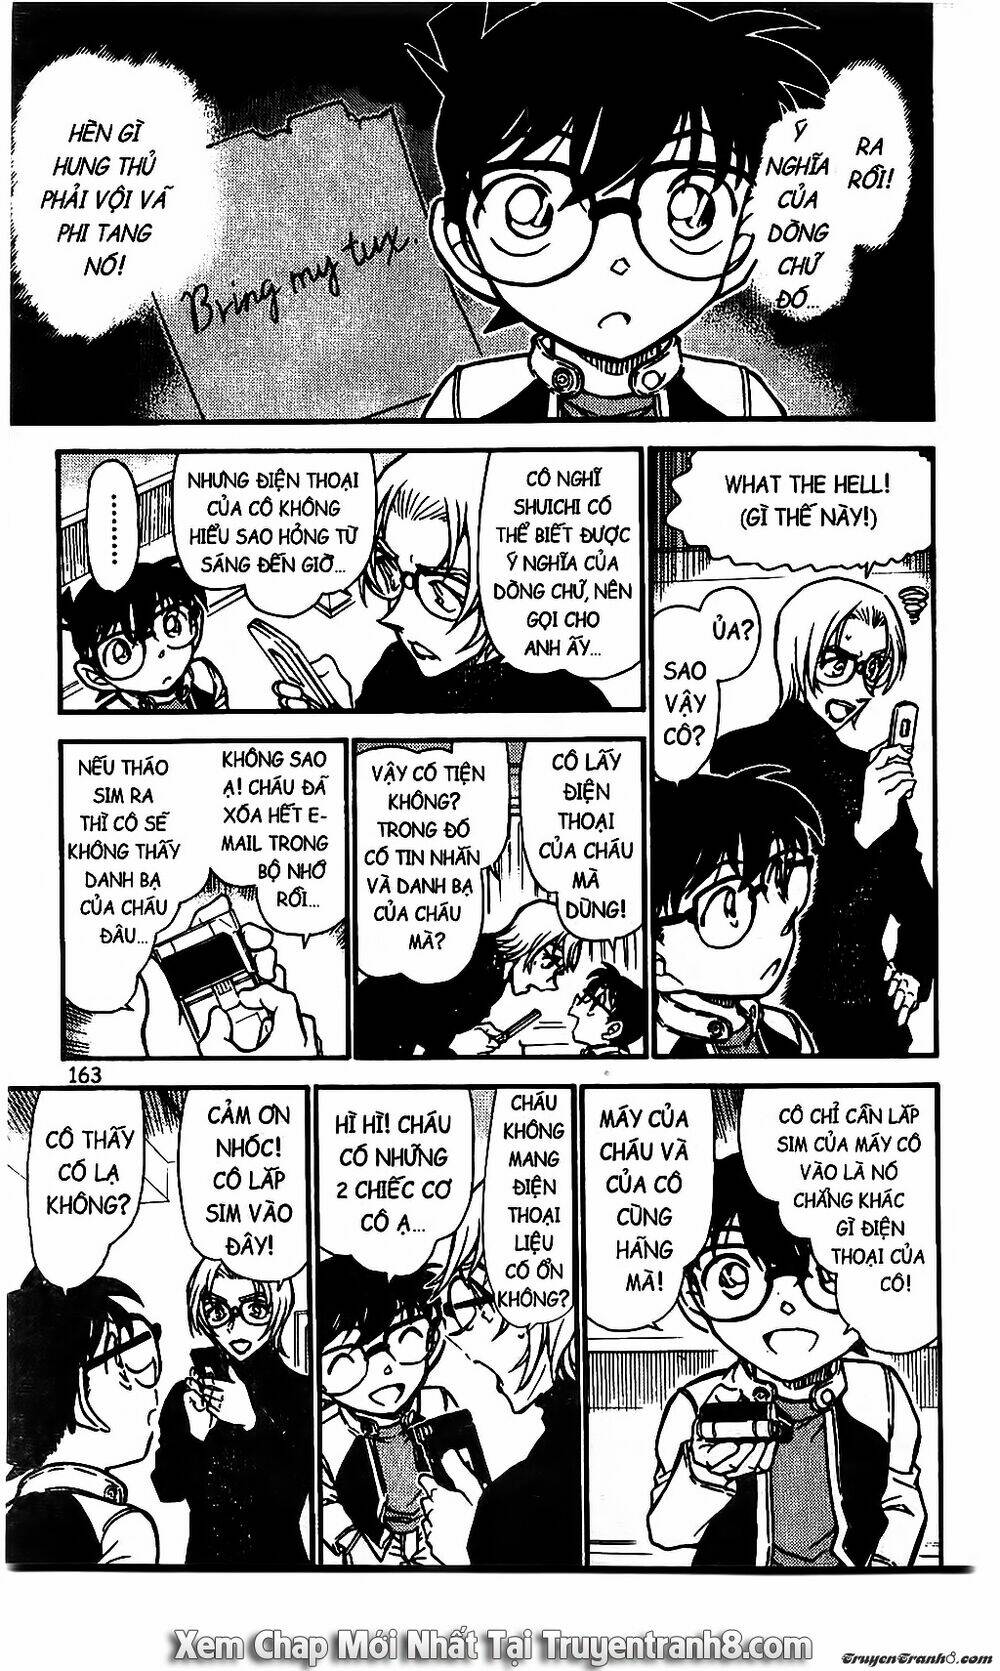 RA
RỒI!
Ý
NGHĨA
CỦA
DÒNG
CHỮ
ĐÓ...
Bring my tux.
HÈN GÌ
HUNG THỦ
PHẢI VỘI VÃ
PHI TANG
NÓ!
WHAT THE HELL!
(GÌ THẾ NÀY!)
ỦA?
SAO
VẬY
CÔ?
CÔ NGHĨ
SHUICHI CÓ
THỂ BIẾT ĐƯỢC
Ý NGHĨA CỦA
DÒNG CHỮ, NÊN
GỌI CHO
ANH ẤY...
NHƯNG ĐIỆN THOẠI
CỦA CÔ KHÔNG
HIỂU SAO HỎNG TỪ
SÁNG ĐẾN GIỜ...
.........
CÔ LẤY
ĐIỆN
THOẠI
CỦA CHÁU
MÀ
DÙNG!
VẬY CÓ TIỆN
KHÔNG?
TRONG ĐÓ
CÓ TIN NHẮN
VÀ DANH BẠ
CỦA CHÁU
MÀ?
KHÔNG SAO
Ạ! CHÁU ĐÃ
XÓA HẾT E-
MAIL TRONG
BỘ NHỚ
RỒI...
NẾU THÁO
SIM RA
THÌ CÔ SẼ
KHÔNG THẤY
DANH BẠ
CỦA CHÁU
ĐÂU...
163
CÔ CHỈ CẦN LẮP
SIM CỦA MÁY CÔ
VÀO LÀ NÓ
CHẲNG KHÁC
GÌ ĐIỆN
THOẠI CỦA
CÔ!
MÁY CỦA
CHÁU VÀ
CỦA CÔ
CÙNG
HÃNG
MÀ!
CHÁU
KHÔNG
MANG
ĐIỆN
THOẠI
LIỆU
CÓ ỔN
KHÔNG?
HÌ HÌ! CHÁU
CÓ NHỮNG
2 CHIẾC CƠ
CÔ Ạ...
CẢM ƠN
NHÓC!
CÔ LẮP
SIM VÀO
ĐÂY!
CÔ THẤY
CÓ LẠ
KHÔNG?
Xem Chap Mới Nhất Tại Truyentranh8.com
TruyenTranh8.com